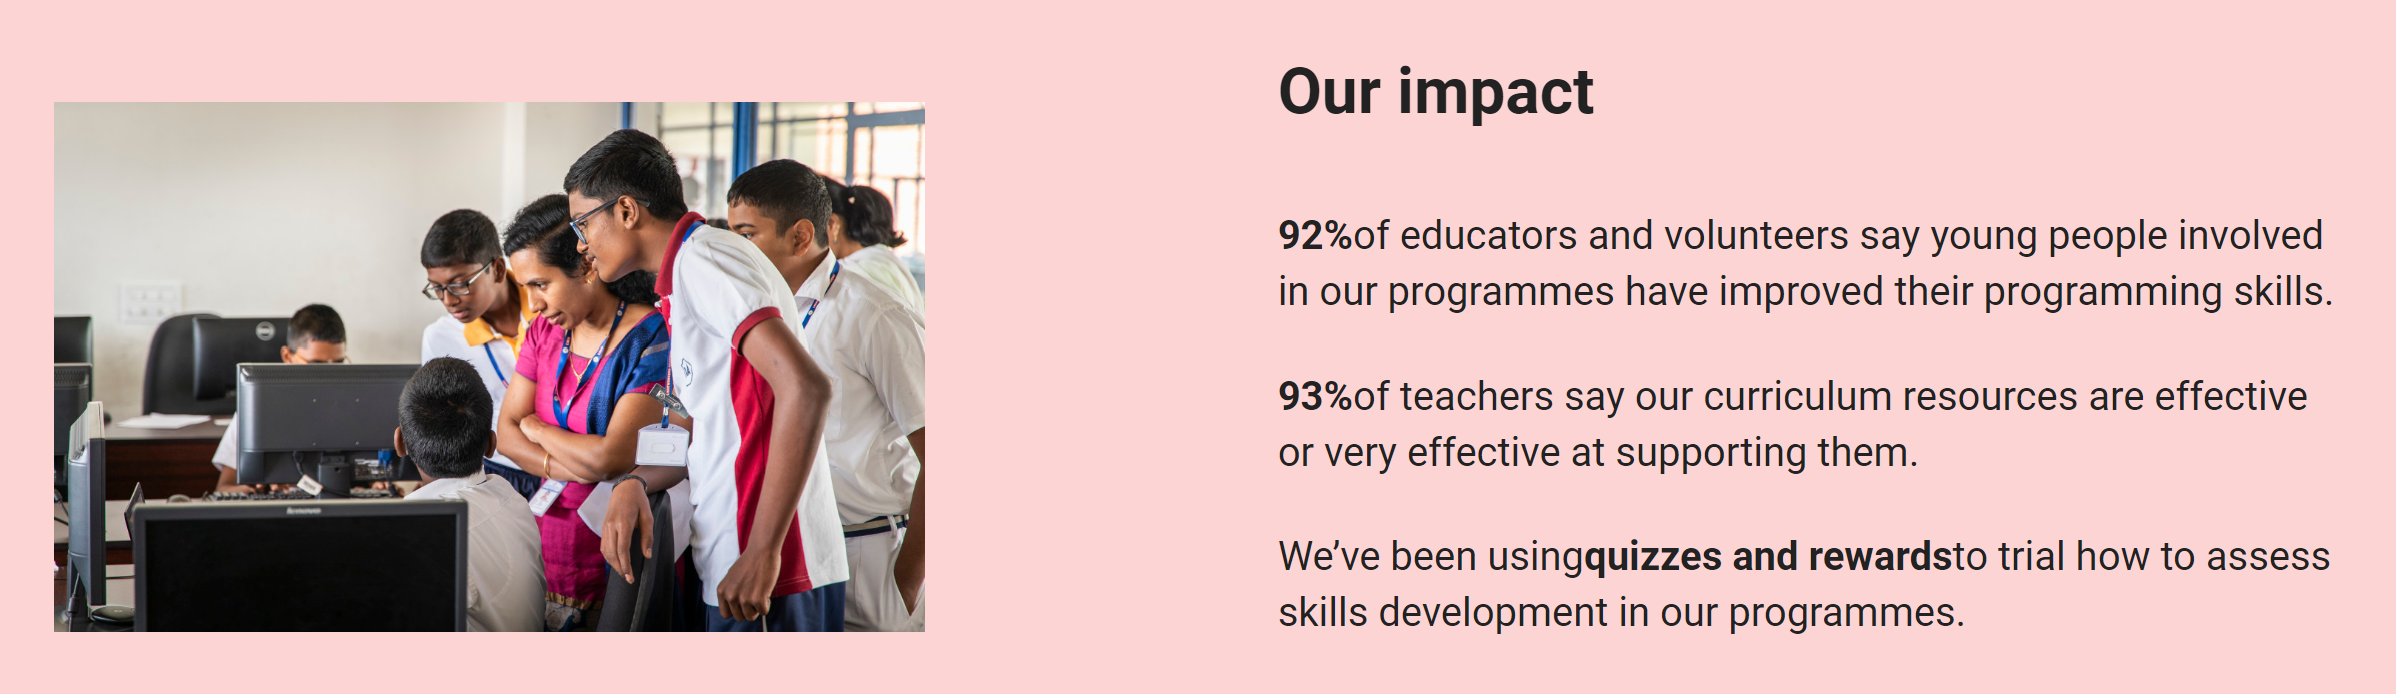 Our impact
92%of educators and volunteers say young people involved
in our programmes have improved their programming skills.
93%of teachers say our curriculum resources are effective
or very effective at supporting them.
We’ve been usingquizzes and rewardsto trial how to assess
skills development in our programmes.
lenovo